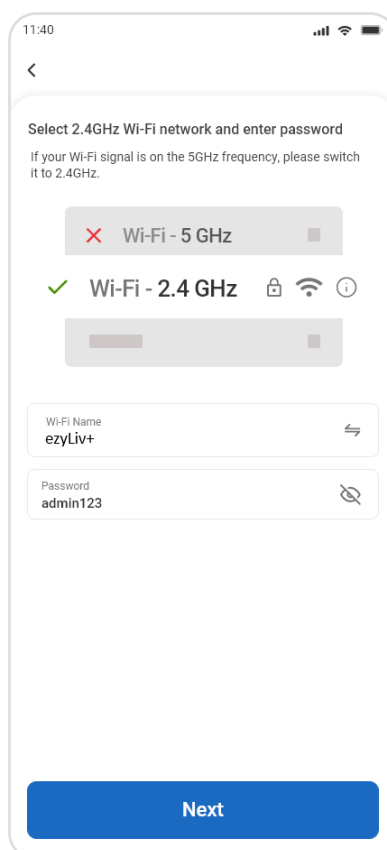 11:40
Select 2.4GHz Wi-Fi network and enter password
If your Wi-Fi signal is on the 5GHz frequency, please switch
it to 2.4GHz.
Wi-Fi - 5 GHz
Wi-Fi - 2.4 GHz
Wi-Fi Name
ezyLiv+
Password
admin123
Next